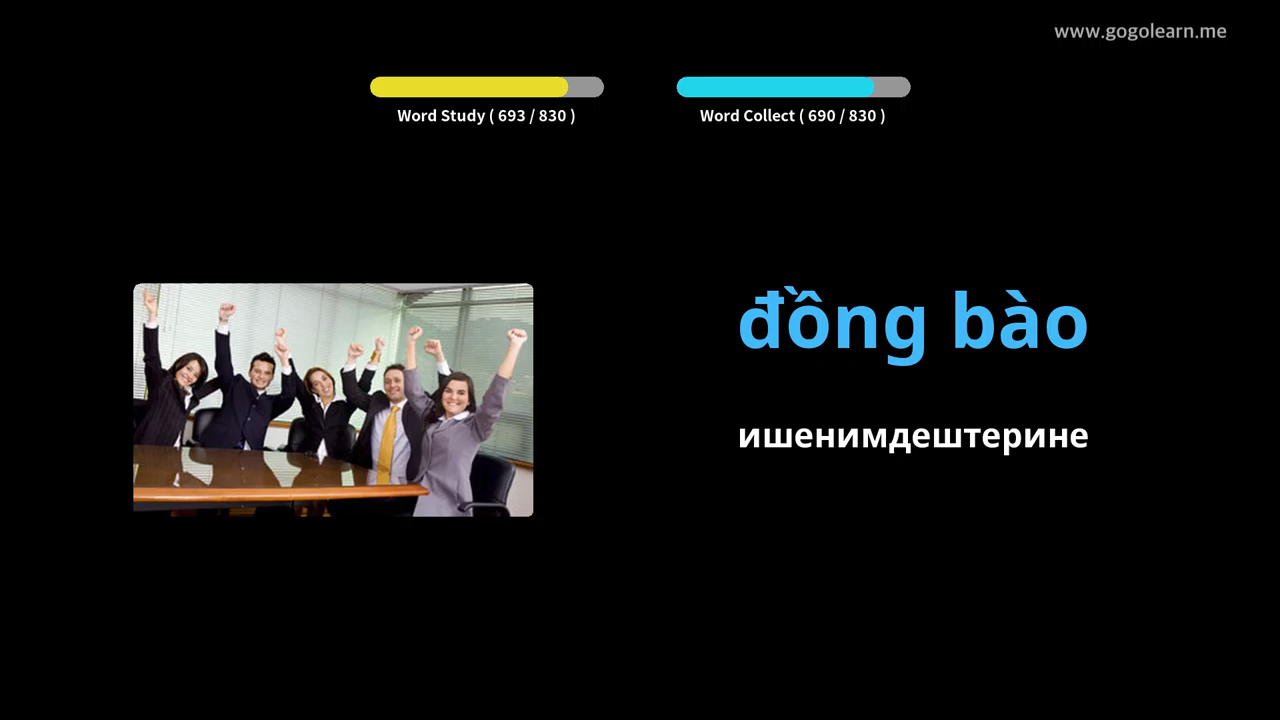 www.gogolearn.me
Word Study ( 693 / 830 )
Word Collect ( 690 / 830 )
đồng bào
ишенимдештерине